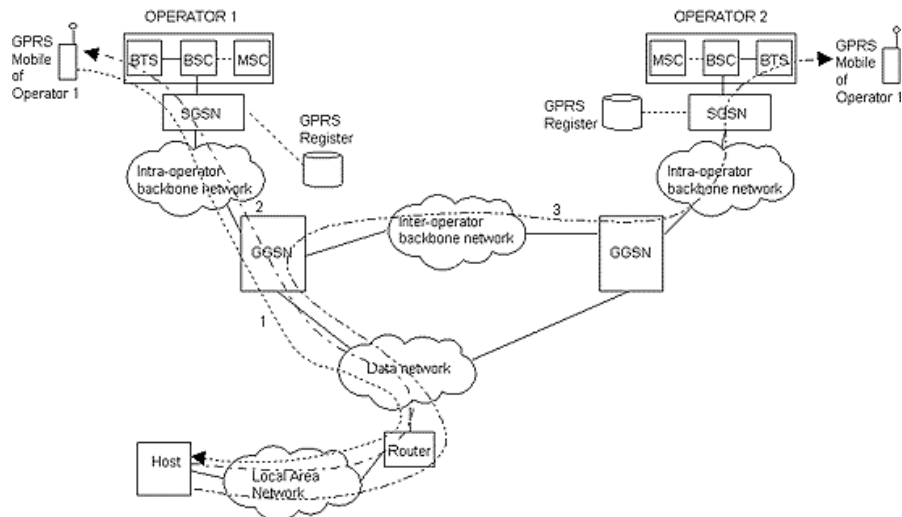 OPERATOR 1
OPERATOR 2
GPRS
Mobile
of
Operator 1
BTS
BSC
MSC
MSC
BSC
BTS
GPRS
Mobile
of
Operator 1
SGSN
GPRS
Register
GPRS
Register
SGSN
Intra-operator
backbone network
Intra-operator
backbone network
2
3
Inter-operator
backbone network
GGSN
GGSN
1
Data network
Host
Router
Local Area
Network